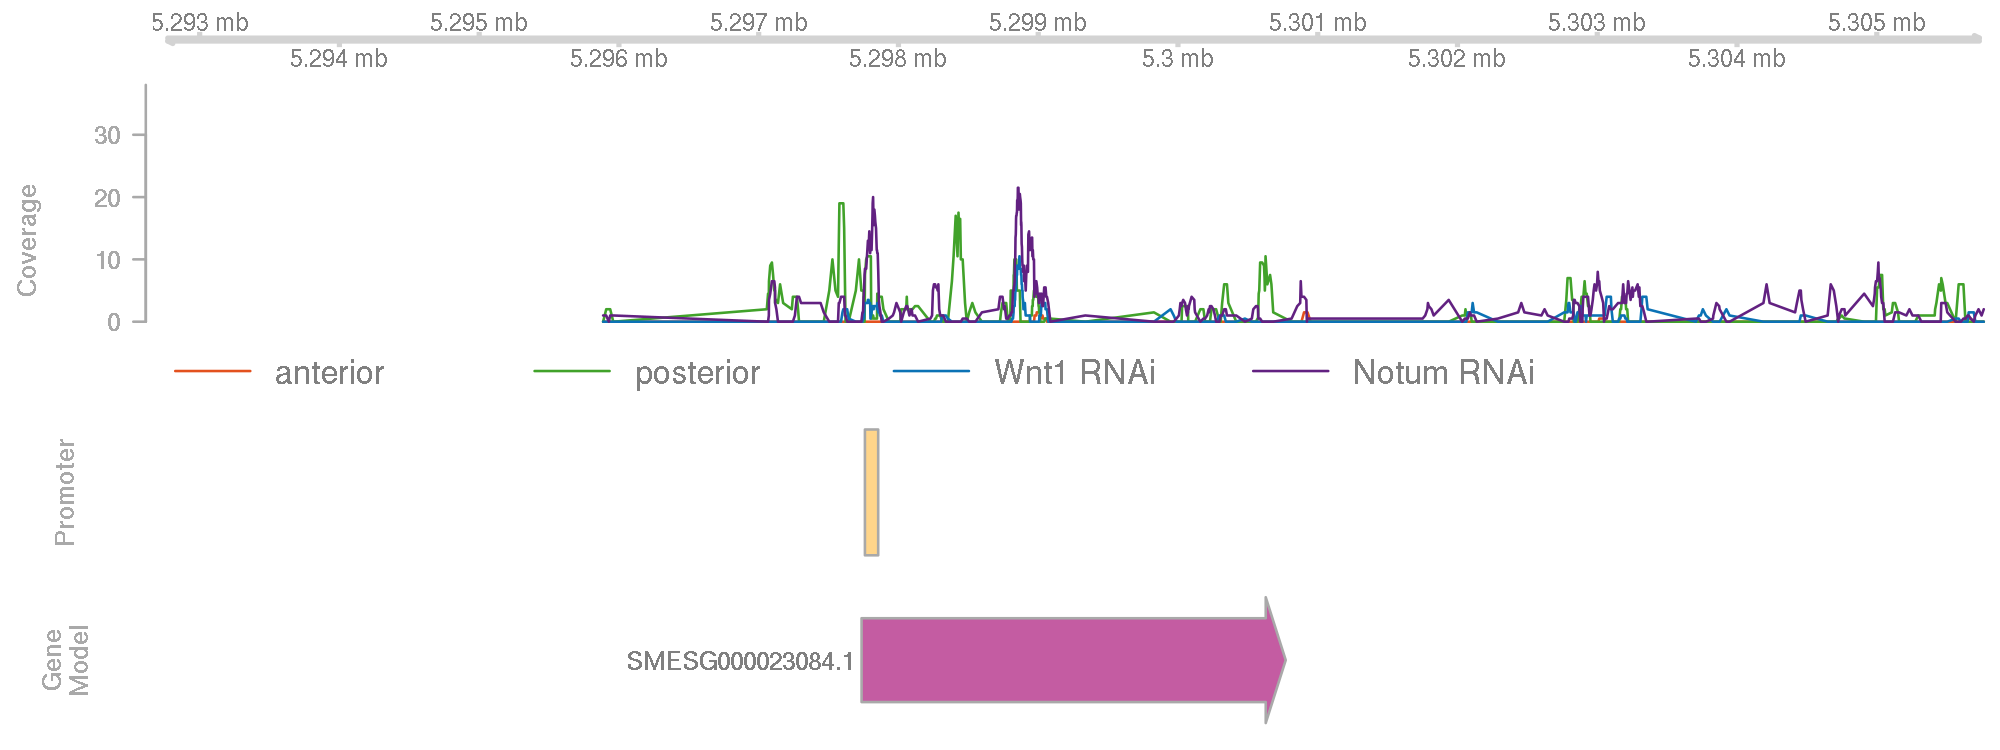 5.293 mb 5.295 mb 5.297 mb 5.299 mb 5.301 mb 5.303 mb 5.305 mb
5.294 mb 5.296 mb 5.298 mb 5.3 mb 5.302 mb 5.304 mb
Coverage
30
20
10
0
anterior posterior Wnt1 RNAi Notum RNAi
Promoter
Gene
Model
SMESG000023084.1